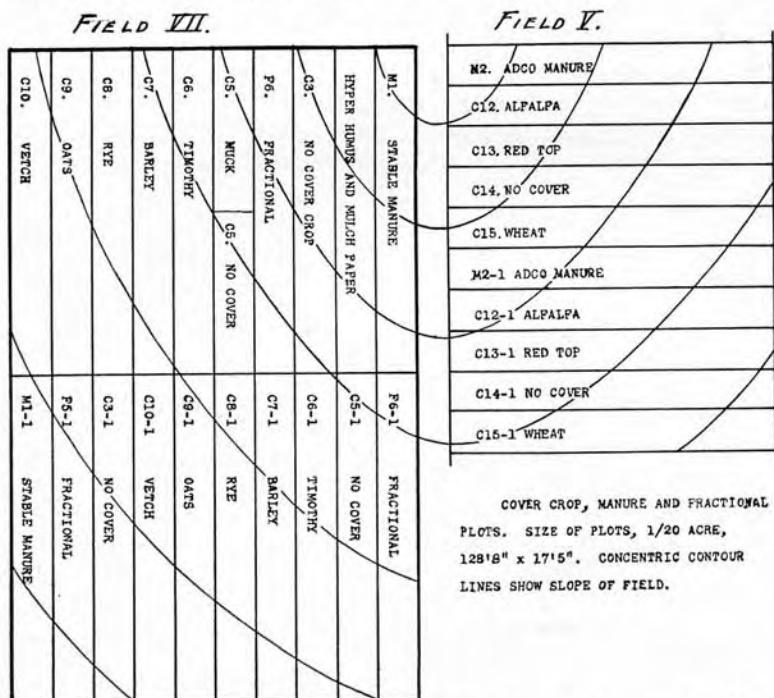 FIELD VII.
C10. VETCH
C9. OATS
C8. RYE
C7. BARLEY
C6. TIMOTHY
C5. MUCK
C5. NO COVER
F6. FRACTIONAL
C3. NO COVER CROP
HYPER HUMUS AND MULCH PAPER
M1. STABLE MANURE
M1-1 STABLE MANURE
F5-1 FRACTIONAL
C3-1 NO COVER
C10-1 VETCH
C9-1 OATS
C8-1 RYE
C7-1 BARLEY
C6-1 TIMOTHY
C5-1 NO COVER
F6-1 FRACTIONAL
FIELD V.
M2. ADCO MANURE
C12. ALFALFA
C13. RED TOP
C14. NO COVER
C15. WHEAT
M2-1 ADCO MANURE
C12-1 ALFALFA
C13-1 RED TOP
C14-1 NO COVER
C15-1 WHEAT
COVER CROP, MANURE AND FRACTIONAL
PLOTS. SIZE OF PLOTS, 1/20 ACRE,
128'8" x 17'5". CONCENTRIC CONTOUR
LINES SHOW SLOPE OF FIELD.